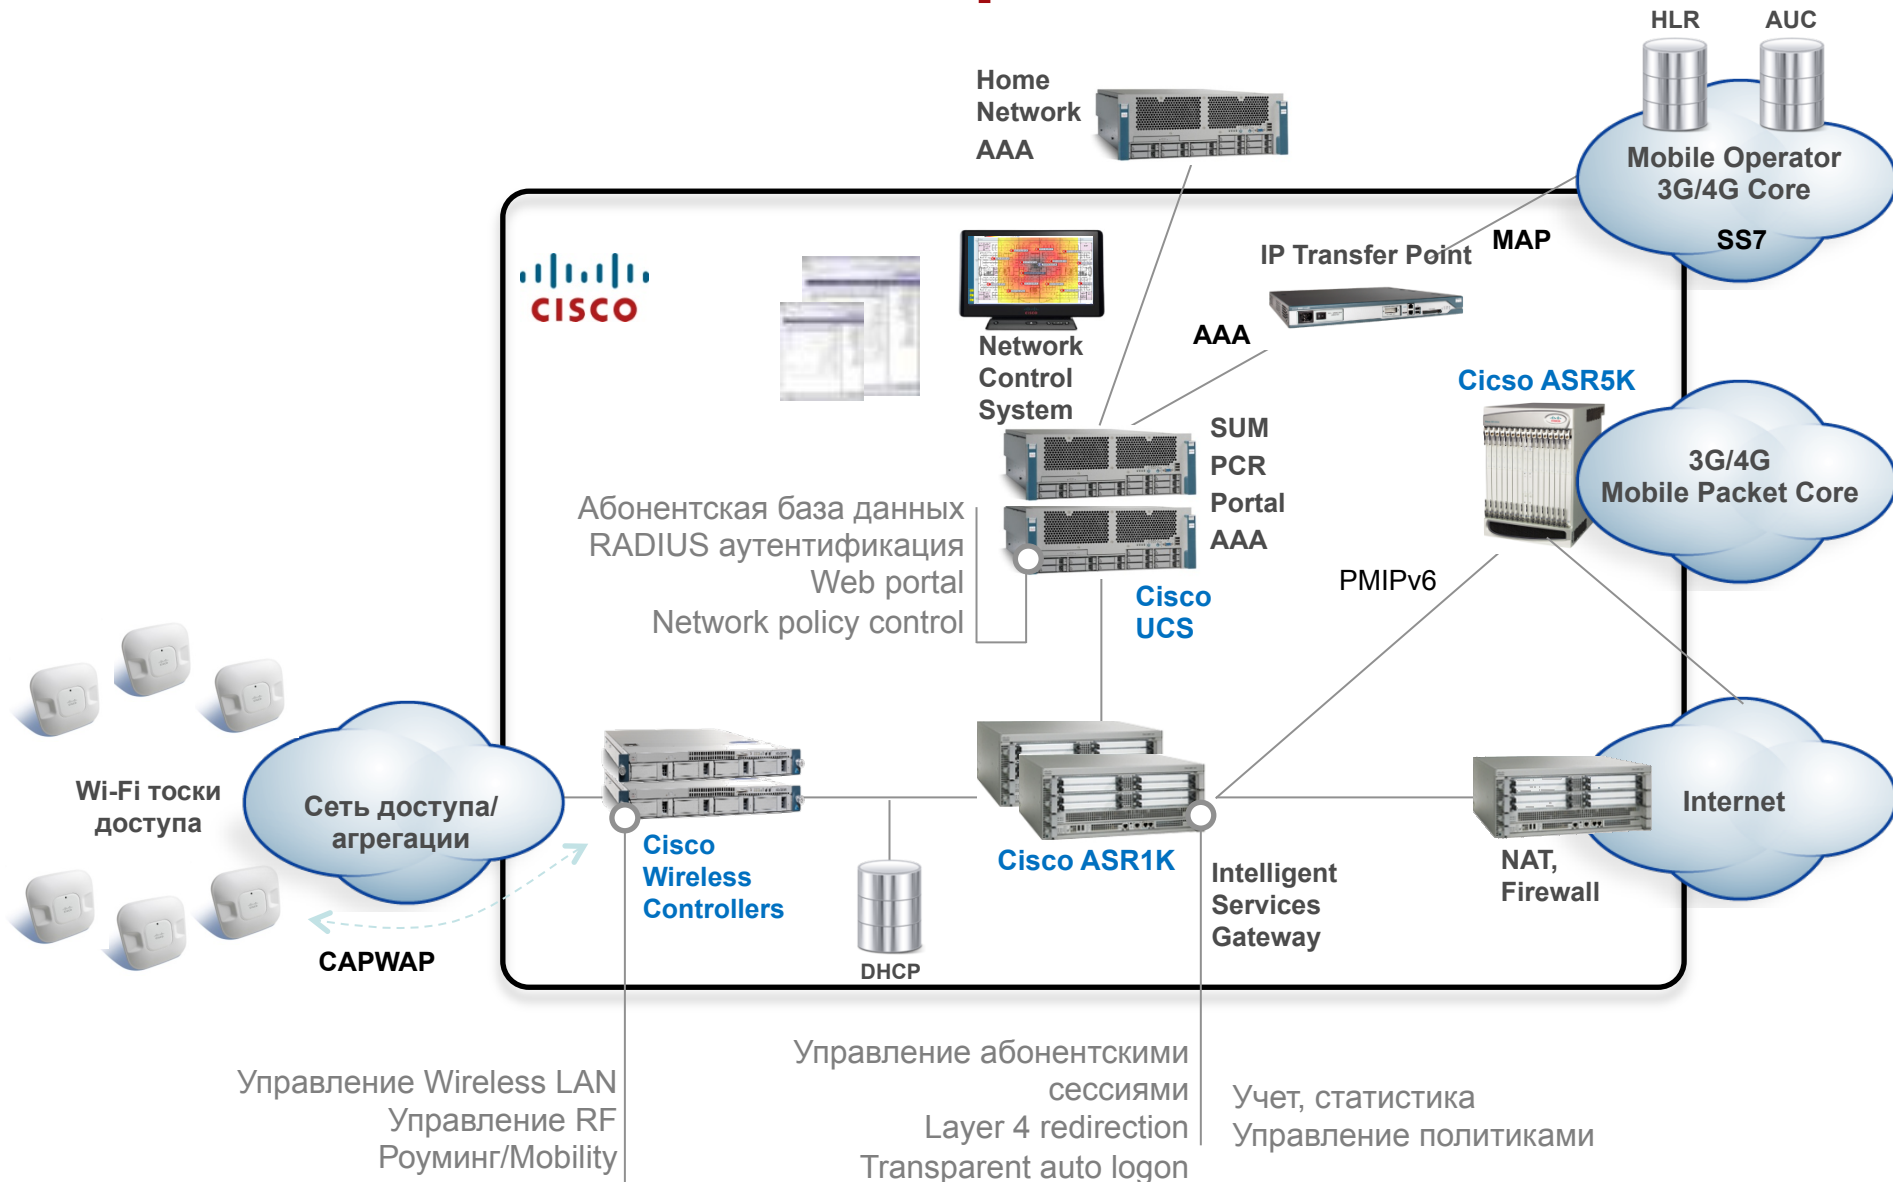 HLR
AUC
Home
Network
AAA
Mobile Operator
3G/4G Core
SS7
MAP
IP Transfer Point
CISCO
AAA
Network
Control
System
Cicso ASR5K
SUM
PCR
Portal
AAA
3G/4G
Mobile Packet Core
Абонентская база данных
RADIUS аутентификация
Web portal
Network policy control
PMIPv6
Cisco
UCS
Wi-Fi тоски
доступа
Сеть доступа/
агрегации
Internet
Cisco
Wireless
Controllers
Cisco ASR1K
Intelligent
Services
Gateway
NAT,
Firewall
CAPWAP
DHCP
Управление Wireless LAN
Управление RF
Роуминг/Mobility
Управление абонентскими
сессиями
Layer 4 redirection
Transparent auto logon
Учет, статистика
Управление политиками